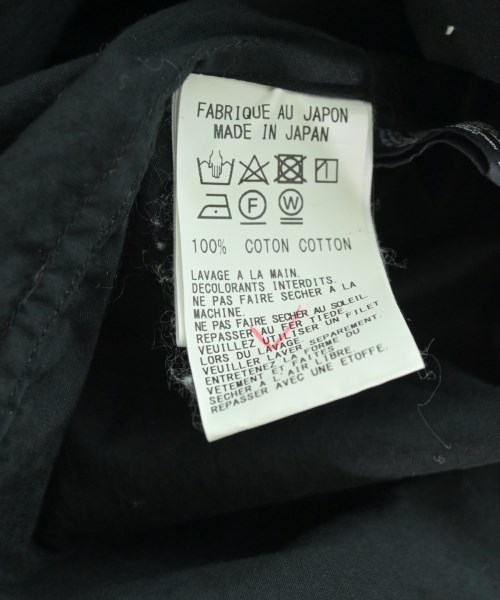 FABRIQUE AU JAPON
MADE IN JAPAN
F
W
100% COTON COTTON
LAVAGE A LA MAIN.
DECOLORANTS INTERDITS.
NE PAS FAIRE SECHER A LA
MACHINE.
NE PAS FAIRE SECHER AU SOLEIL.
REPASSER AU FER TIEDE.
VEUILLEZ UTILISER UN FILET
LORS DU LAVAGE.
VEUILLER LAVER SEPAREMENT.
ENTRETENEZ LA FORME DU
VETEMENT ET FAITES
SECHER A L'AIR LIBRE.
REPASSER AVEC UNE ETOFFE.